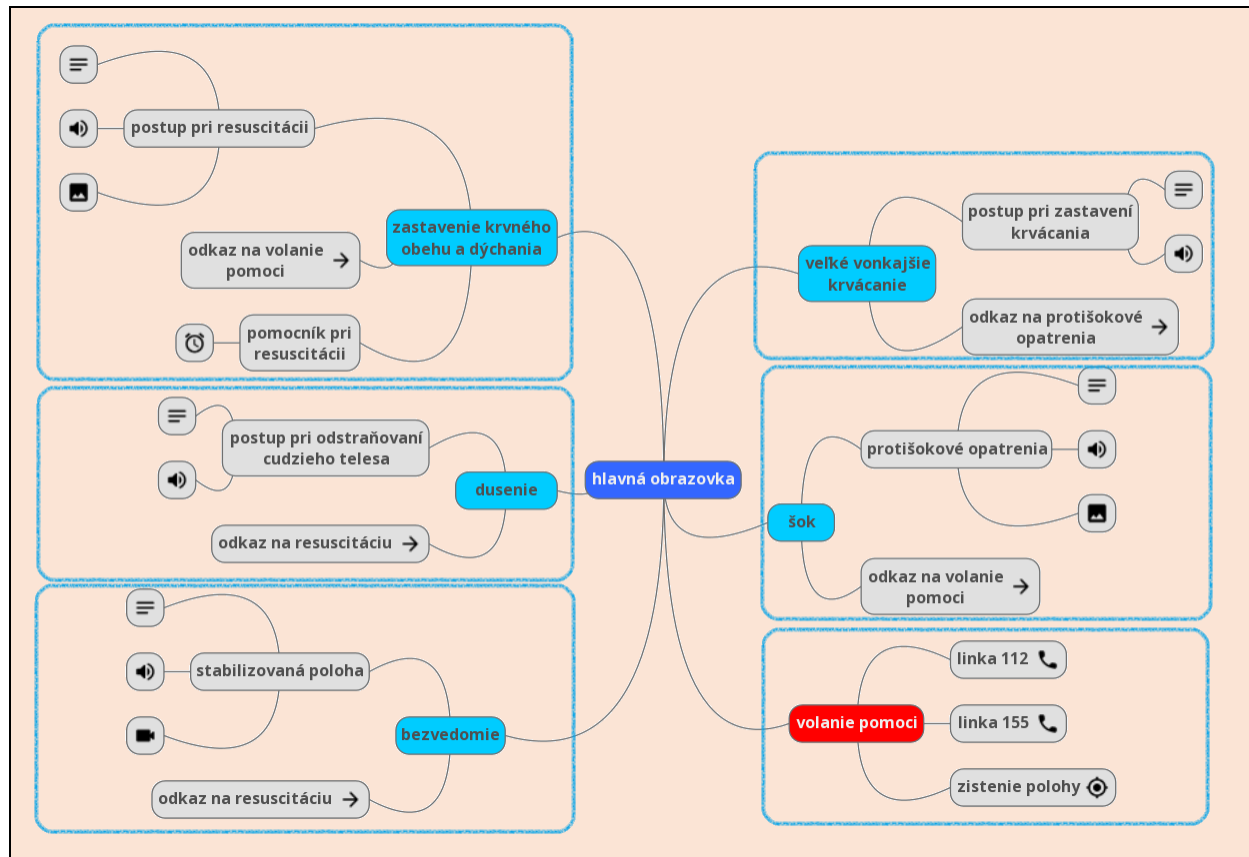 postup pri resuscitácii
zastavenie krvného
obehu a dýchania
odkaz na volanie
pomoci
pomocník pri
resuscitácii
postup pri odstraňovaní
cudzieho telesa
dusenie
odkaz na resuscitáciu
stabilizovaná poloha
bezvedomie
odkaz na resuscitáciu
hlavná obrazovka
postup pri zastavení
krvácania
veľké vonkajšie
krvácanie
odkaz na protišokové
opatrenia
protišokové opatrenia
šok
odkaz na volanie
pomoci
linka 112
volanie pomoci
linka 155
zistenie polohy